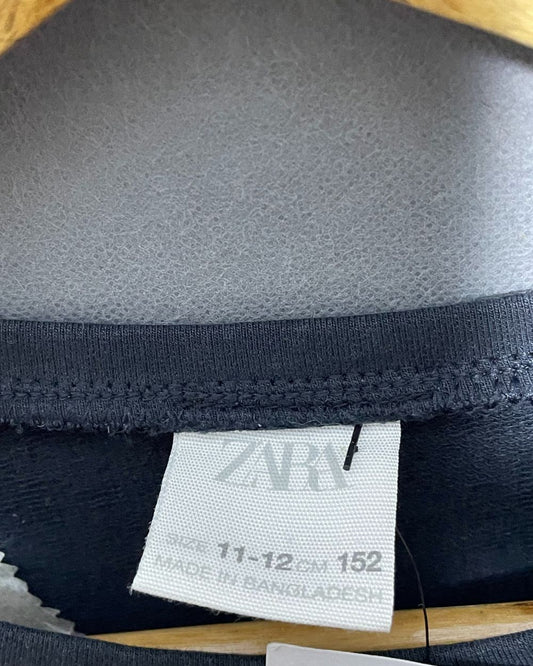 ZARA
SIZE 11-12 CM 152
MADE IN BANGLADESH